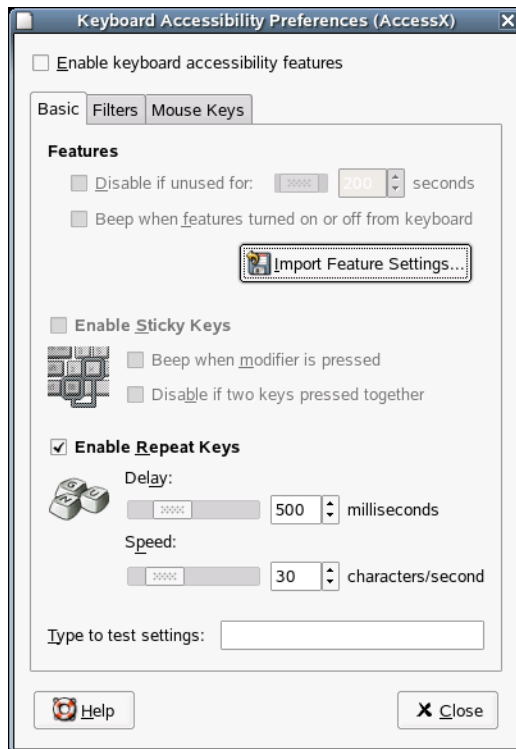 Keyboard Accessibility Preferences (AccessX)
Enable keyboard accessibility features
Basic Filters Mouse Keys
Features
Disable if unused for: 200 seconds
Beep when features turned on or off from keyboard
Import Feature Settings...
Enable Sticky Keys
Beep when modifier is pressed
Disable if two keys pressed together
Enable Repeat Keys
G U N
Delay:
500 milliseconds
Speed:
30 characters/second
Type to test settings:
Help Close